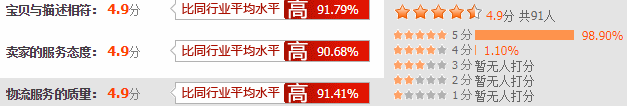 宝贝与描述相符： 4.9分 比同行业平均水平 高 91.79%
卖家的服务态度： 4.9分 比同行业平均水平 高 90.68%
物流服务的质量： 4.9分 比同行业平均水平 高 91.41%
4.9分 共91人
5分 98.90%
4分 1.10%
3分 暂无人打分
2分 暂无人打分
1分 暂无人打分